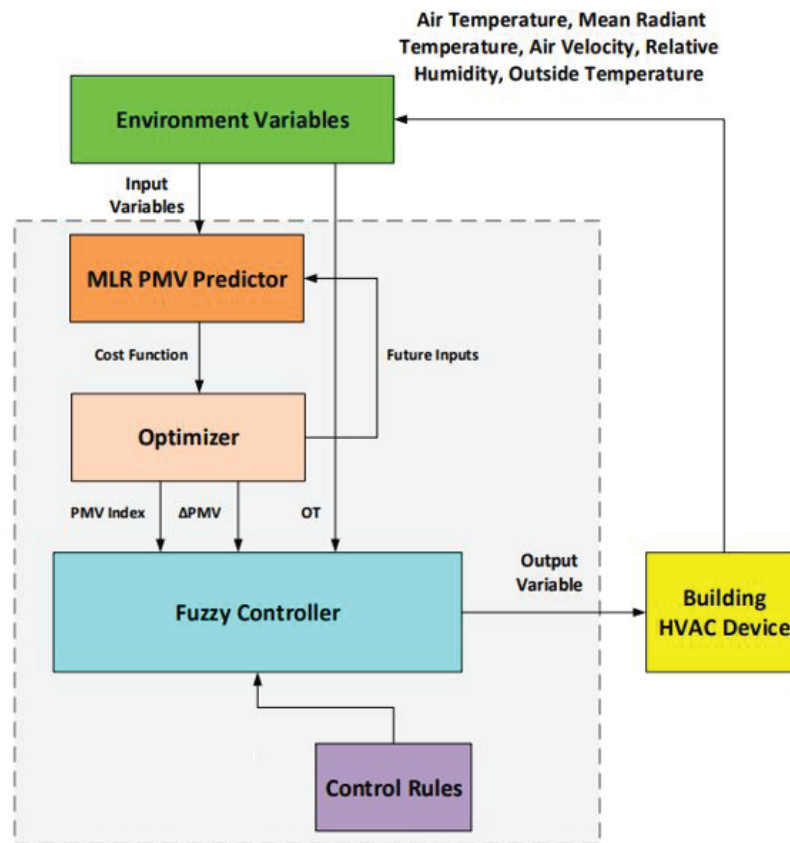 Air Temperature, Mean Radiant
Temperature, Air Velocity, Relative
Humidity, Outside Temperature
Environment Variables
Input
Variables
MLR PMV Predictor
Cost Function
Future Inputs
Optimizer
PMV Index
ΔPMV
OT
Fuzzy Controller
Output
Variable
Building
HVAC Device
Control Rules